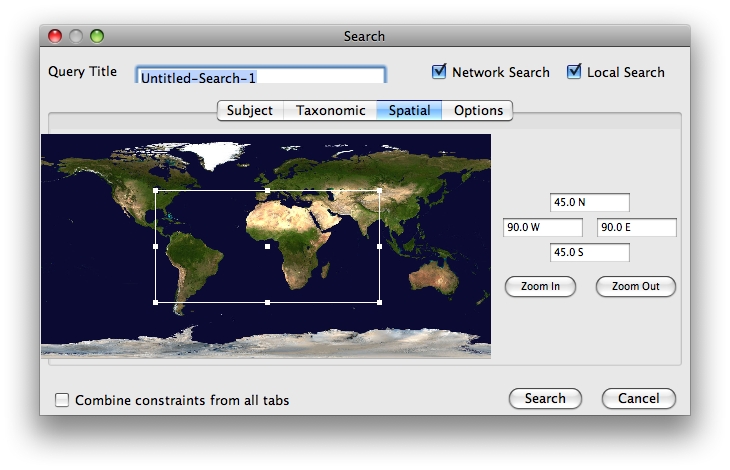 Search
Query Title Untitled-Search-1 Network Search Local Search
Subject Taxonomic Spatial Options
45.0 N
90.0 W 90.0 E
45.0 S
Zoom In Zoom Out
Combine constraints from all tabs Search Cancel